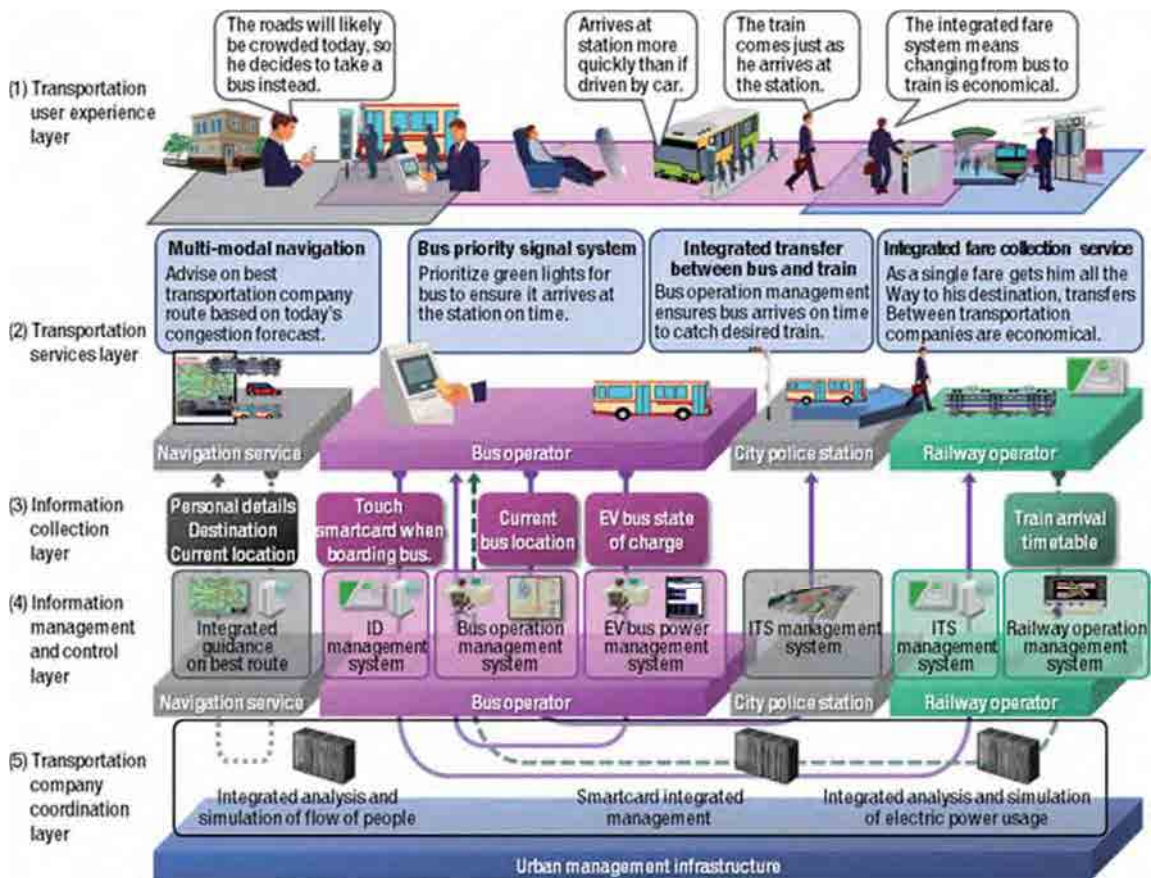 (1) Transportation
user experience
layer
The roads will likely
be crowded today, so
he decides to take a
bus instead.
Arrives at
station more
quickly than if
driven by car.
The train
comes just as
he arrives at
the station.
The integrated fare
system means
changing from bus to
train is economical.
(2) Transportation
services layer
Multi-modal navigation
Advise on best
transportation company
route based on today's
congestion forecast.
Bus priority signal system
Prioritize green lights for
bus to ensure it arrives at
the station on time.
Integrated transfer
between bus and train
Bus operation management
ensures bus arrives on time
to catch desired train.
Integrated fare collection service
As a single fare gets him all the
Way to his destination, transfers
Between transportation
companies are economical.
Navigation service
Bus operator
City police station
Railway operator
(3) Information
collection
layer
Personal details
Destination
Current location
Touch
smartcard when
boarding bus.
Current
bus location
EV bus state
of charge
Train arrival
timetable
(4) Information
management
and control
layer
Integrated
guidance
on best route
ID
management
system
Bus operation
management
system
EV bus power
management
system
ITS management
system
ITS
management
system
Railway operation
management
system
Navigation service
Bus operator
City police station
Railway operator
(5) Transportation
company
coordination
layer
Integrated analysis and
simulation of flow of people
Smartcard integrated
management
Integrated analysis and simulation
of electric power usage
Urban management infrastructure